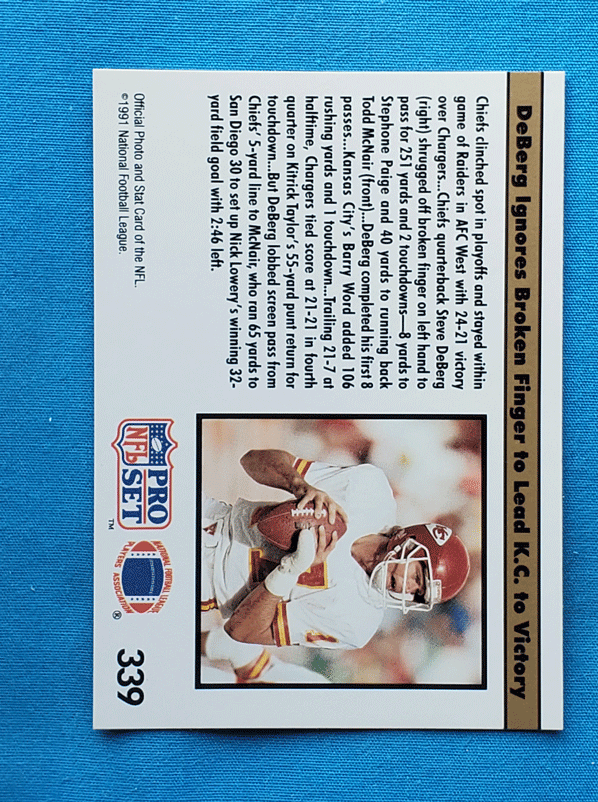 DeBerg Ignores Broken Finger to Lead K.C. to Victory
Chiefs clinched spot in playoffs and stayed within
game of Raiders in AFC West with 24-21 victory
over Chargers...Chiefs quarterback Steve DeBerg
(right) shrugged off broken finger on left hand to
pass for 251 yards and 2 touchdowns—8 yards to
Stephone Paige and 40 yards to running back
Todd McNair (front)...DeBerg completed his first 8
passes...Kansas City's Barry Word added 106
rushing yards and 1 touchdown...Trailing 21-7 at
halftime, Chargers tied score at 21-21 in fourth
quarter on Kitrick Taylor's 55-yard punt return for
touchdown...But DeBerg lobbed screen pass from
Chiefs' 5-yard line to McNair, who ran 65 yards to
San Diego 30 to set up Nick Lowery's winning 32-
yard field goal with 2:46 left.
Official Photo and Stat Card of the NFL.
©1991 National Football League.
PRO
NFL
SET
™
NATIONAL FOOTBALL LEAGUE
PLAYERS ASSOCIATION
®
339